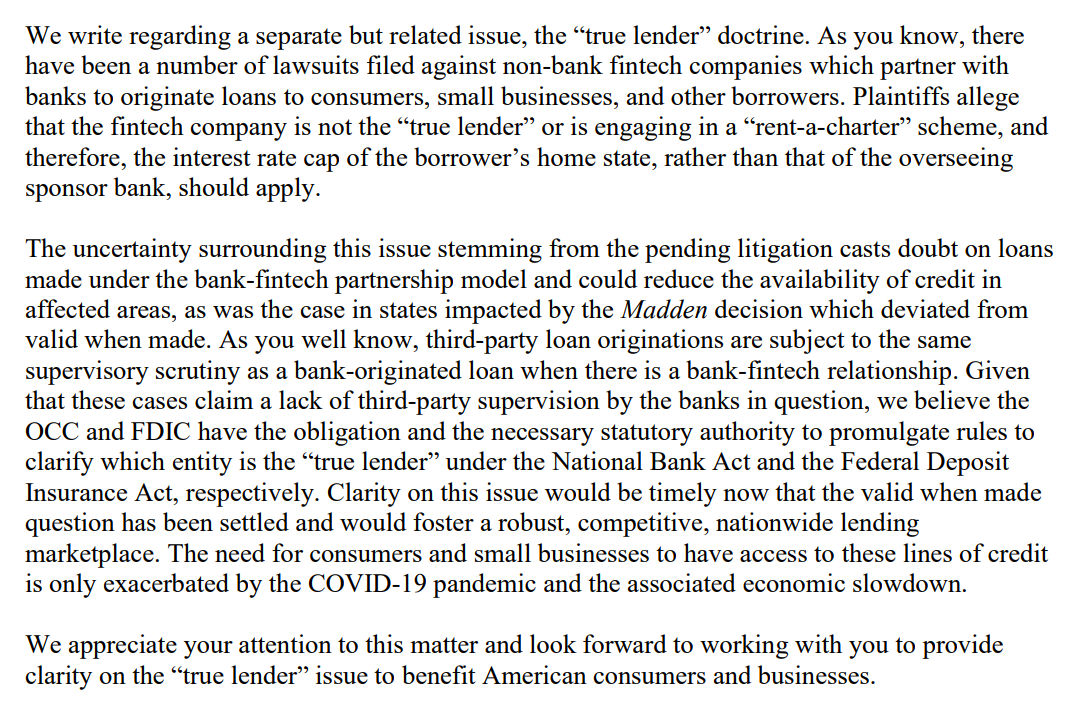 We write regarding a separate but related issue, the “true lender” doctrine. As you know, there
have been a number of lawsuits filed against non-bank fintech companies which partner with
banks to originate loans to consumers, small businesses, and other borrowers. Plaintiffs allege
that the fintech company is not the “true lender” or is engaging in a “rent-a-charter” scheme, and
therefore, the interest rate cap of the borrower’s home state, rather than that of the overseeing
sponsor bank, should apply.
The uncertainty surrounding this issue stemming from the pending litigation casts doubt on loans
made under the bank-fintech partnership model and could reduce the availability of credit in
affected areas, as was the case in states impacted by the Madden decision which deviated from
valid when made. As you well know, third-party loan originations are subject to the same
supervisory scrutiny as a bank-originated loan when there is a bank-fintech relationship. Given
that these cases claim a lack of third-party supervision by the banks in question, we believe the
OCC and FDIC have the obligation and the necessary statutory authority to promulgate rules to
clarify which entity is the “true lender” under the National Bank Act and the Federal Deposit
Insurance Act, respectively. Clarity on this issue would be timely now that the valid when made
question has been settled and would foster a robust, competitive, nationwide lending
marketplace. The need for consumers and small businesses to have access to these lines of credit
is only exacerbated by the COVID-19 pandemic and the associated economic slowdown.
We appreciate your attention to this matter and look forward to working with you to provide
clarity on the “true lender” issue to benefit American consumers and businesses.